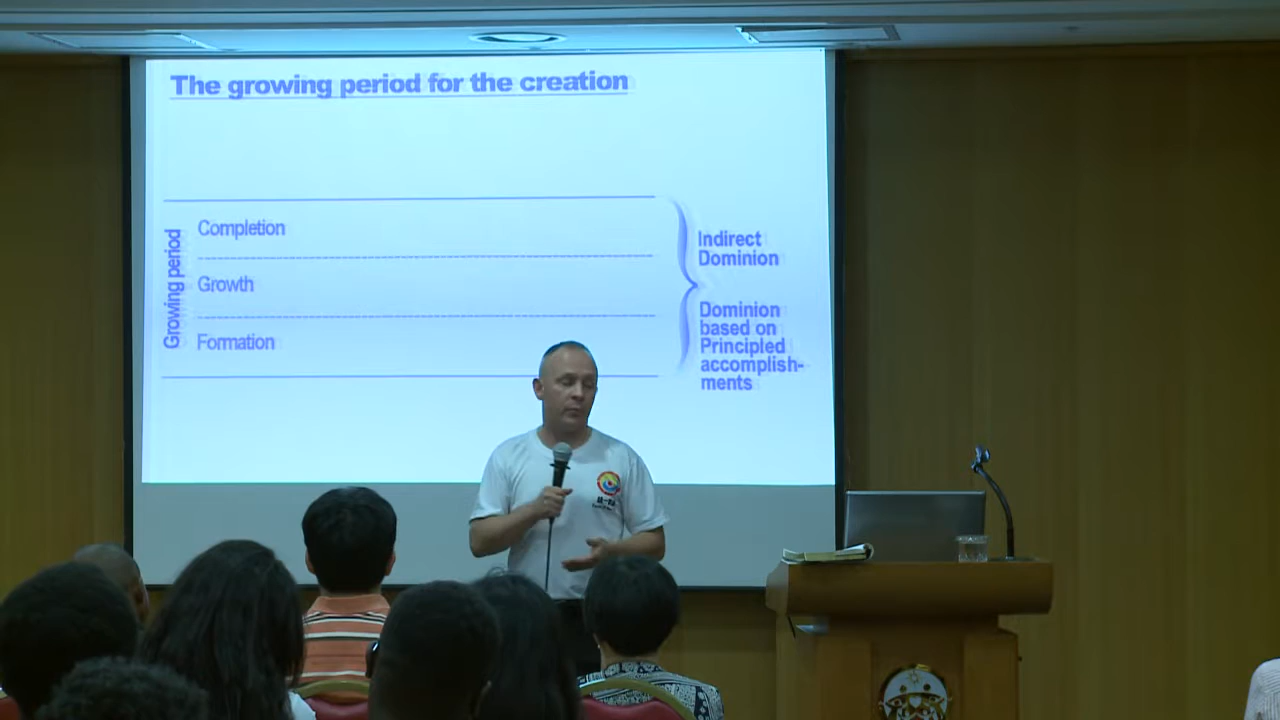 The growing period for the creation
Growing period
Completion
Growth
Formation
Indirect
Dominion
Dominion
based on
Principled
accomplish-
ments